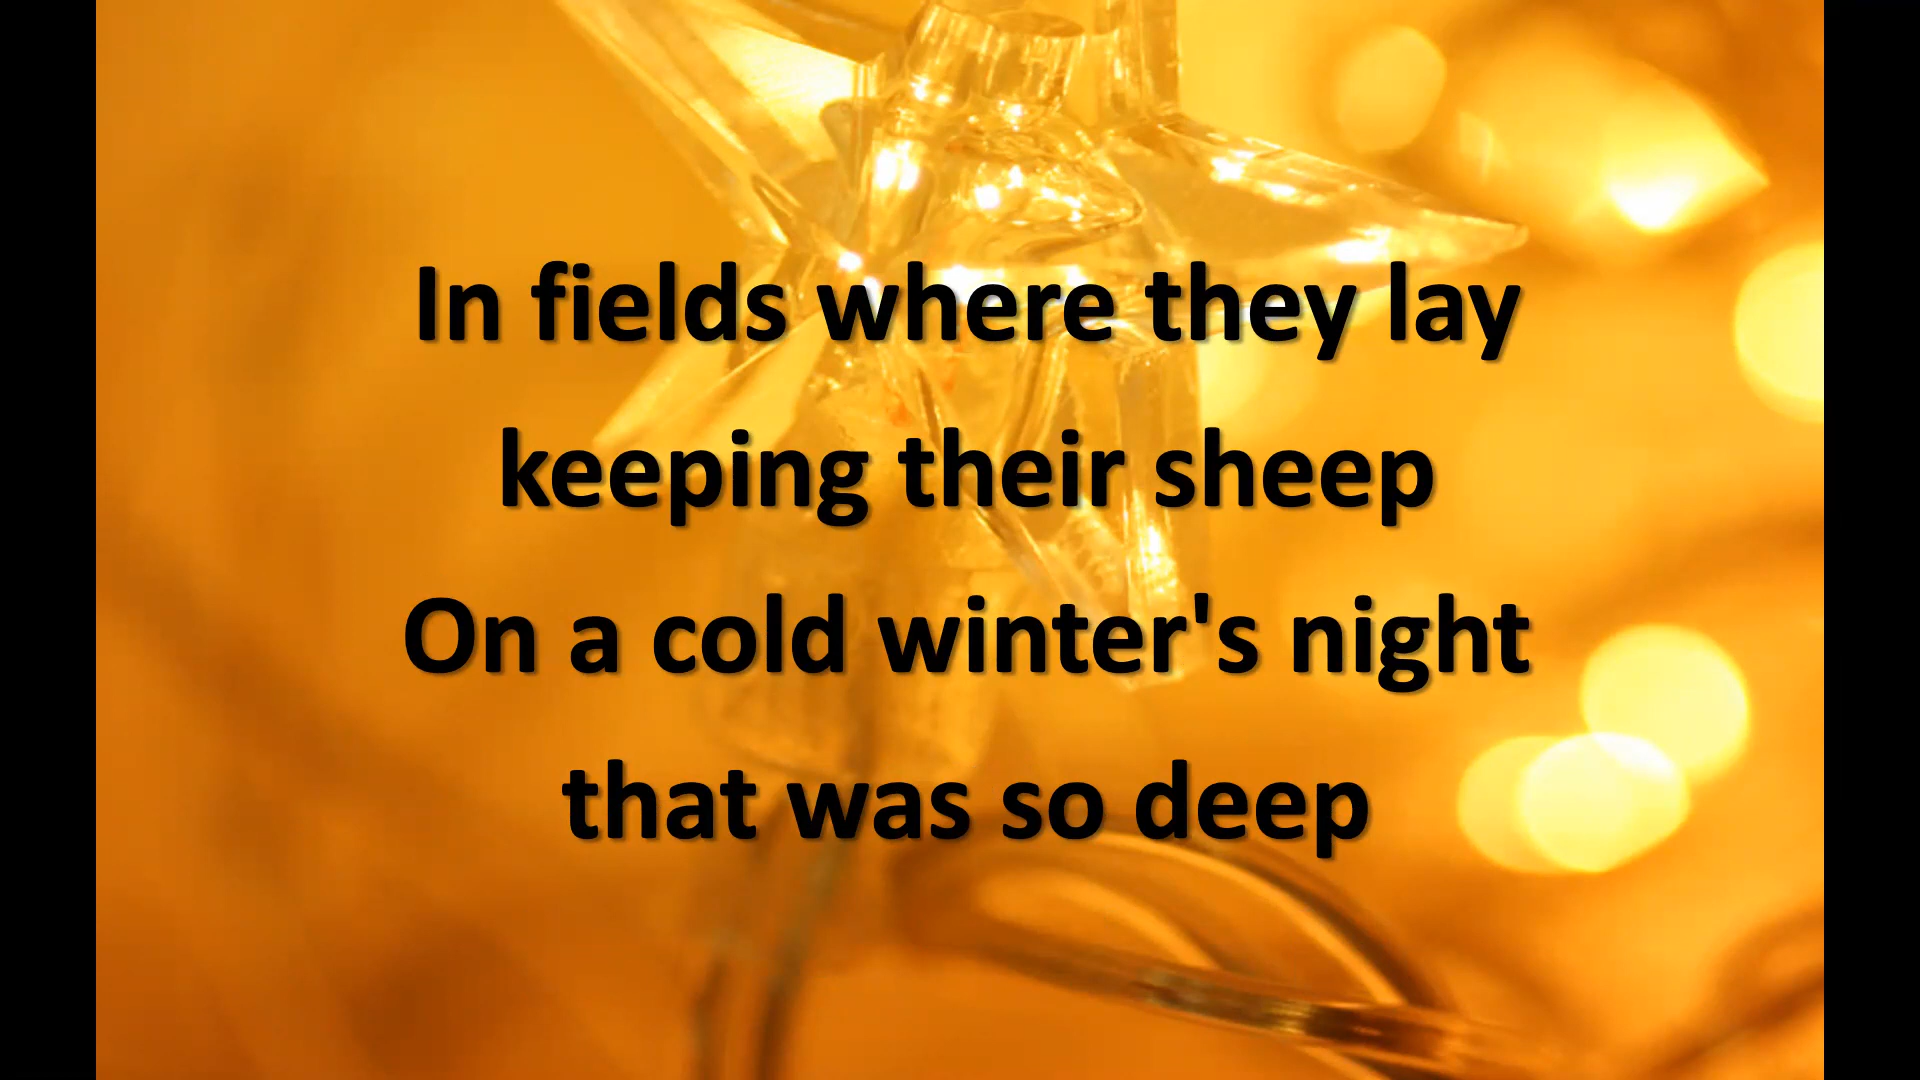 In fields where they lay
keeping their sheep
On a cold winter's night
that was so deep